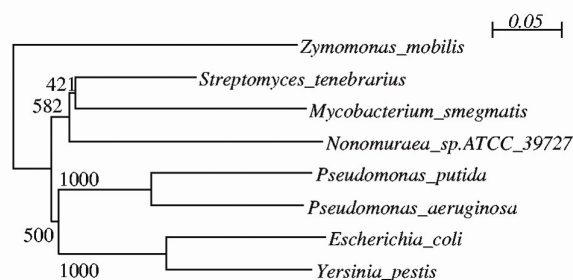 0.05
Zymomonas_mobilis
Streptomyces_tenebrarius
421
582
Mycobacterium_smegmatis
Nonomuraea_sp.ATCC_39727
1000
Pseudomonas_putida
Pseudomonas_aeruginosa
500
Escherichia_coli
1000
Yersinia_pestis